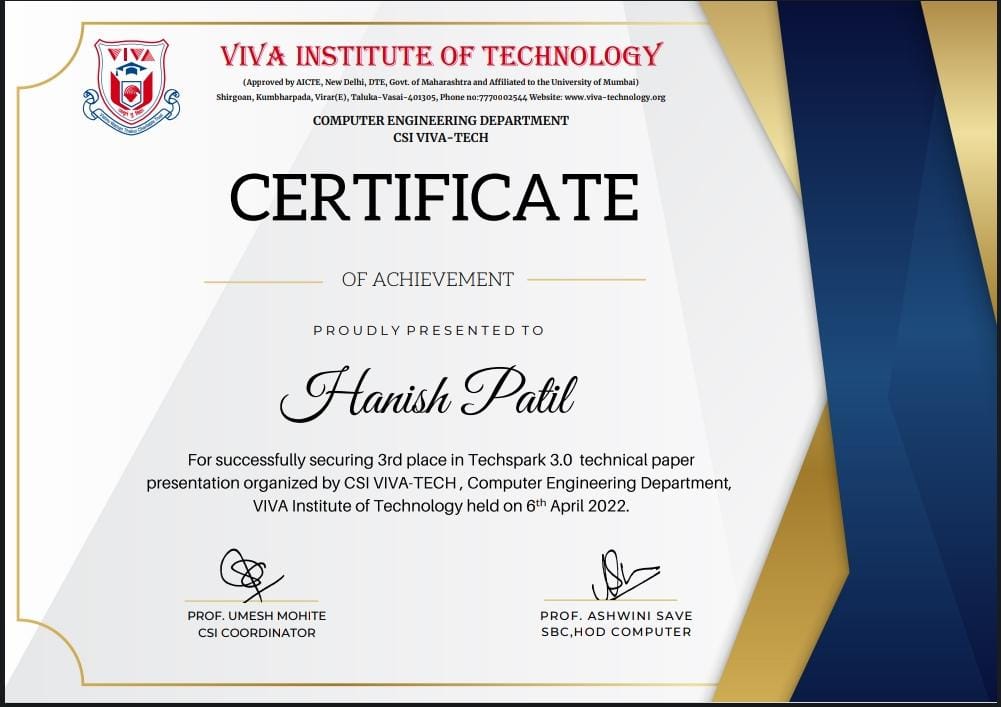 VIVA
VIVA INSTITUTE OF TECHNOLOGY
(Approved by AICTE, New Delhi, DTE, Govt. of Maharashtra and Affiliated to the University of Mumbai)
Shirgoan, Kumbharpada, Virar(E), Taluka-Vasai-401305, Phone no:7770002544 Website: www.viva-technology.org
COMPUTER ENGINEERING DEPARTMENT
CSI VIVA-TECH
CERTIFICATE
OF ACHIEVEMENT
PROUDLY PRESENTED TO
Hanish Patil
For successfully securing 3rd place in Techspark 3.0 technical paper
presentation organized by CSI VIVA-TECH , Computer Engineering Department,
VIVA Institute of Technology held on 6th April 2022.
PROF. UMESH MOHITE
CSI COORDINATOR
PROF. ASHWINI SAVE
SBC,HOD COMPUTER